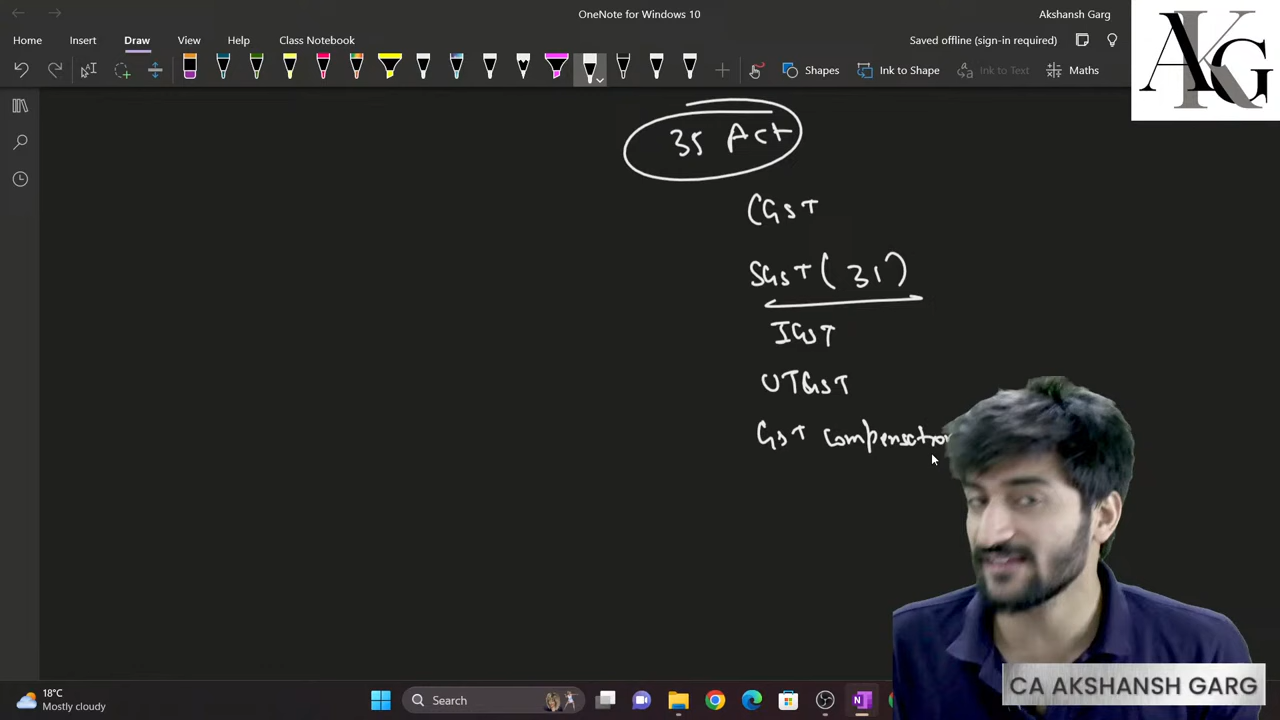 OneNote for Windows 10
Akshansh Garg
Home Insert Draw View Help Class Notebook
Saved offline (sign-in required)
Shapes Ink to Shape Ink to Text Maths
AKG
35 Act
CGST
SGST (31)
IGST
UTGST
GST compensation
CA AKSHANSH GARG
18°C
Mostly cloudy
Search